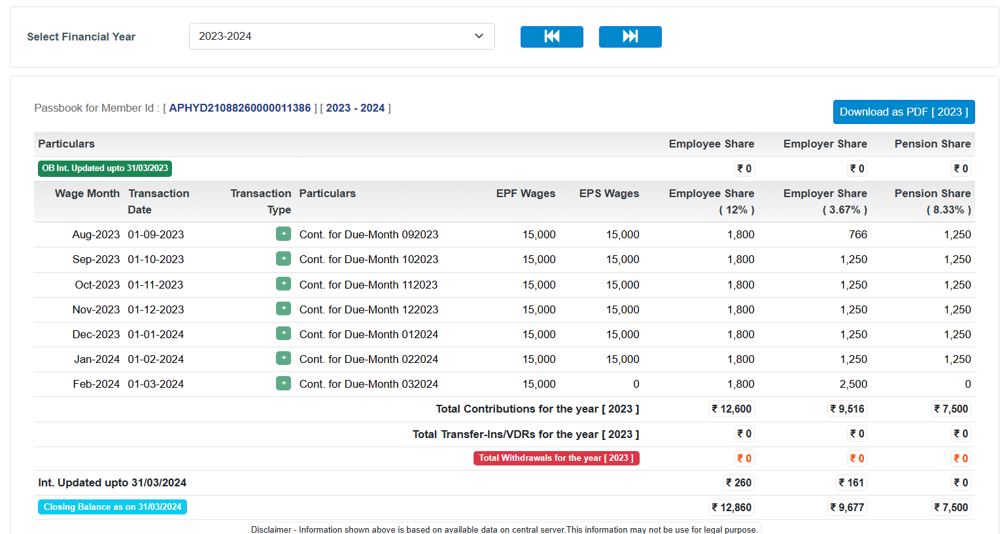 Select Financial Year 2023-2024
Passbook for Member Id : [ APHYD21088260000011386 ] [ 2023 - 2024 ]
Download as PDF [ 2023 ]
Particulars Employee Share Employer Share Pension Share
OB Int. Updated upto 31/03/2023 ₹ 0 ₹ 0 ₹ 0
Wage Month Transaction Date Transaction Type Particulars EPF Wages EPS Wages Employee Share ( 12% ) Employer Share ( 3.67% ) Pension Share ( 8.33% )
Aug-2023 01-09-2023 + Cont. for Due-Month 092023 15,000 15,000 1,800 766 1,250
Sep-2023 01-10-2023 + Cont. for Due-Month 102023 15,000 15,000 1,800 1,250 1,250
Oct-2023 01-11-2023 + Cont. for Due-Month 112023 15,000 15,000 1,800 1,250 1,250
Nov-2023 01-12-2023 + Cont. for Due-Month 122023 15,000 15,000 1,800 1,250 1,250
Dec-2023 01-01-2024 + Cont. for Due-Month 012024 15,000 15,000 1,800 1,250 1,250
Jan-2024 01-02-2024 + Cont. for Due-Month 022024 15,000 15,000 1,800 1,250 1,250
Feb-2024 01-03-2024 + Cont. for Due-Month 032024 15,000 0 1,800 2,500 0
Total Contributions for the year [ 2023 ] ₹ 12,600 ₹ 9,516 ₹ 7,500
Total Transfer-Ins/VDRs for the year [ 2023 ] ₹ 0 ₹ 0 ₹ 0
Total Withdrawals for the year [ 2023 ] ₹ 0 ₹ 0 ₹ 0
Int. Updated upto 31/03/2024 ₹ 260 ₹ 161 ₹ 0
Closing Balance as on 31/03/2024 ₹ 12,860 ₹ 9,677 ₹ 7,500
Disclaimer - Information shown above is based on available data on central server.This information may not be use for legal purpose.